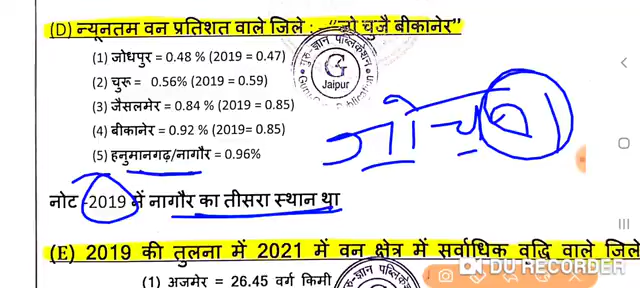 (D) न्यूनतम वन प्रतिशत वाले जिले : "जो चुजै बीकानेर"
(1) जोधपुर = 0.48 % (2019 = 0.47)
(2) चुरू = 0.56% (2019 = 0.59)
(3) जैसलमेर = 0.84 % (2019 = 0.85)
(4) बीकानेर = 0.92 % (2019= 0.85)
(5) हनुमानगढ़/नागौर = 0.96%
गुरु-ज्ञान पब्लिकेशन
G
Jaipur
जो च
नोट -2019 में नागौर का तीसरा स्थान था
(E) 2019 की तुलना में 2021 में वन क्षेत्र में सर्वाधिक वृद्धि वाले जिले
(1) अजमेर = 26.45 वर्ग किमी
DU RECORDER